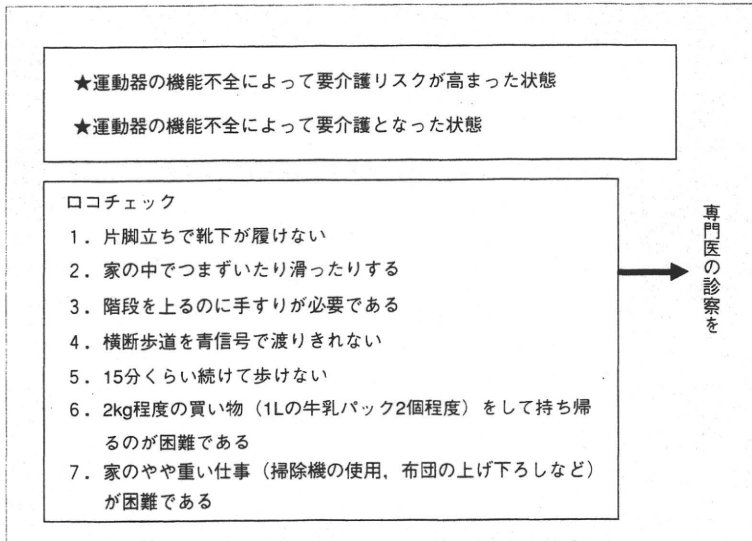 ★運動器の機能不全によって要介護リスクが高まった状態
★運動器の機能不全によって要介護となった状態
ロコチェック
1．片脚立ちで靴下が履けない
2．家の中でつまずいたり滑ったりする
3．階段を上るのに手すりが必要である
4．横断歩道を青信号で渡りきれない
5．15分くらい続けて歩けない
6．2kg程度の買い物（1Lの牛乳パック2個程度）をして持ち帰
るのが困難である
7．家のやや重い仕事（掃除機の使用，布団の上げ下ろしなど）
が困難である
専門医の診察を